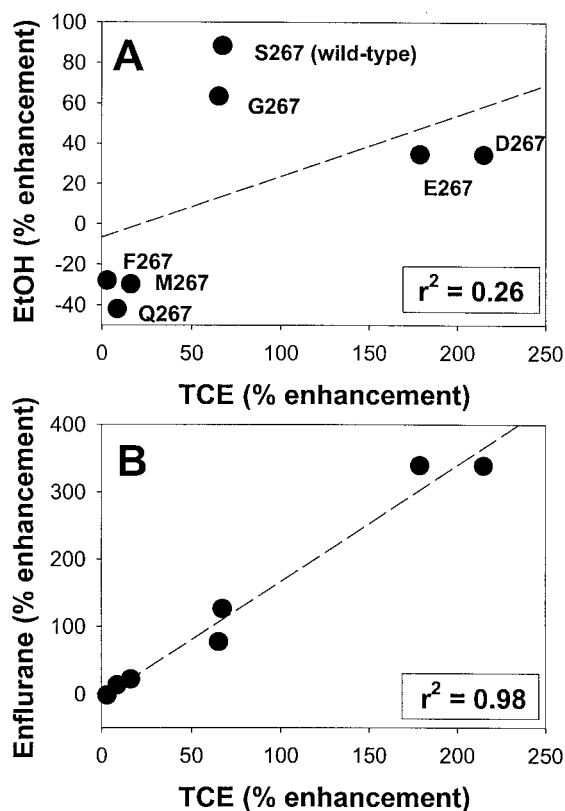 A
EtOH (% enhancement)
100
80
60
40
20
0
-20
-40
S267 (wild-type)
G267
D267
E267
F267
M267
Q267
r² = 0.26
0 50 100 150 200 250
TCE (% enhancement)
B
Enflurane (% enhancement)
400
300
200
100
0
r² = 0.98
0 50 100 150 200 250
TCE (% enhancement)